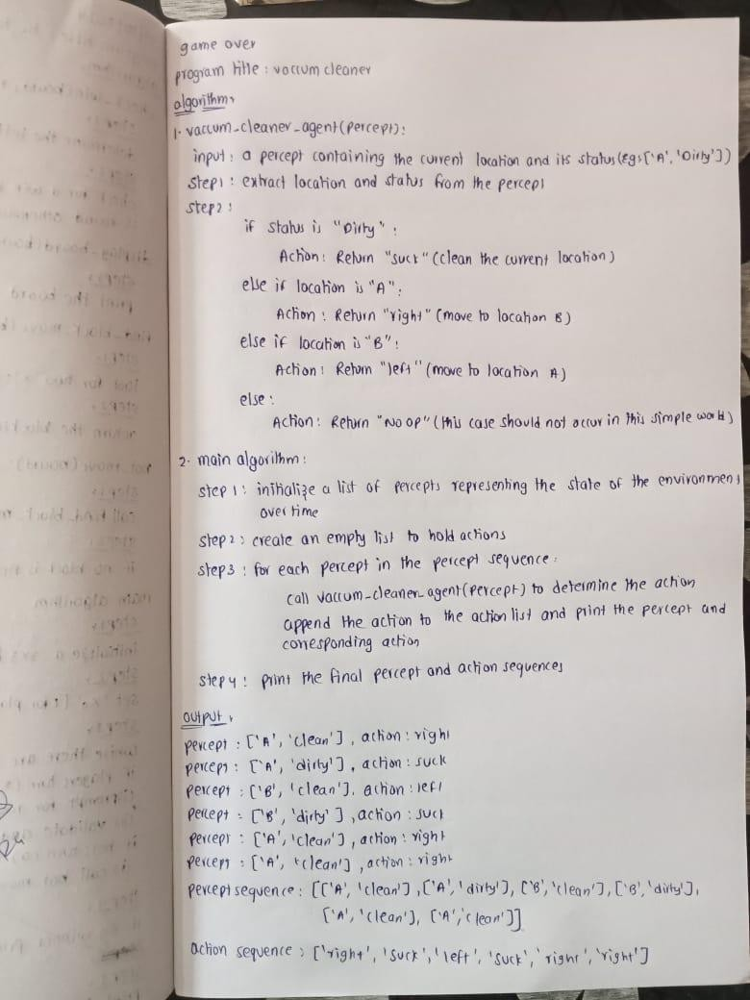 game over
program title : vaccum cleaner
algorithm,
1. vaccum_cleaner_agent(percept):
input : a percept containing the current location and its status (Eg: ['A', 'Dirty'])
Step1 : extract location and status from the percept
step2 :
if status is "Dirty" :
Action: Return "suck" (clean the current location)
else if location is "A":
Action : Return "right" (move to location B)
else if location is "B":
Action: Return "left" (move to location A)
else:
Action: Return "No op" (this case should not occur in this simple world)
2. main algorithm :
step 1: initialize a list of percepts representing the state of the environment
over time
step 2 : create an empty list to hold actions
step3 : for each percept in the percept sequence :
call vaccum_cleaner_agent(percept) to determine the action
append the action to the action list and print the percept and
corresponding action
step 4 : print the final percept and action sequences
output,
percept : ['A', 'clean'], action : right
percept : ['A', 'dirty'], action : suck
percept : ['B', 'clean'], action : left
percept : ['B', 'dirty'], action : suck
percept : ['A', 'clean'], action : right
percept : ['A', 'clean'], action : right
percept sequence : [['A', 'clean'], ['A', 'dirty'], ['B', 'clean'], ['B', 'dirty'],
['A', 'clean'], ['A', 'clean']]
action sequence : ['right', 'suck', 'left', 'suck', 'right', 'right']